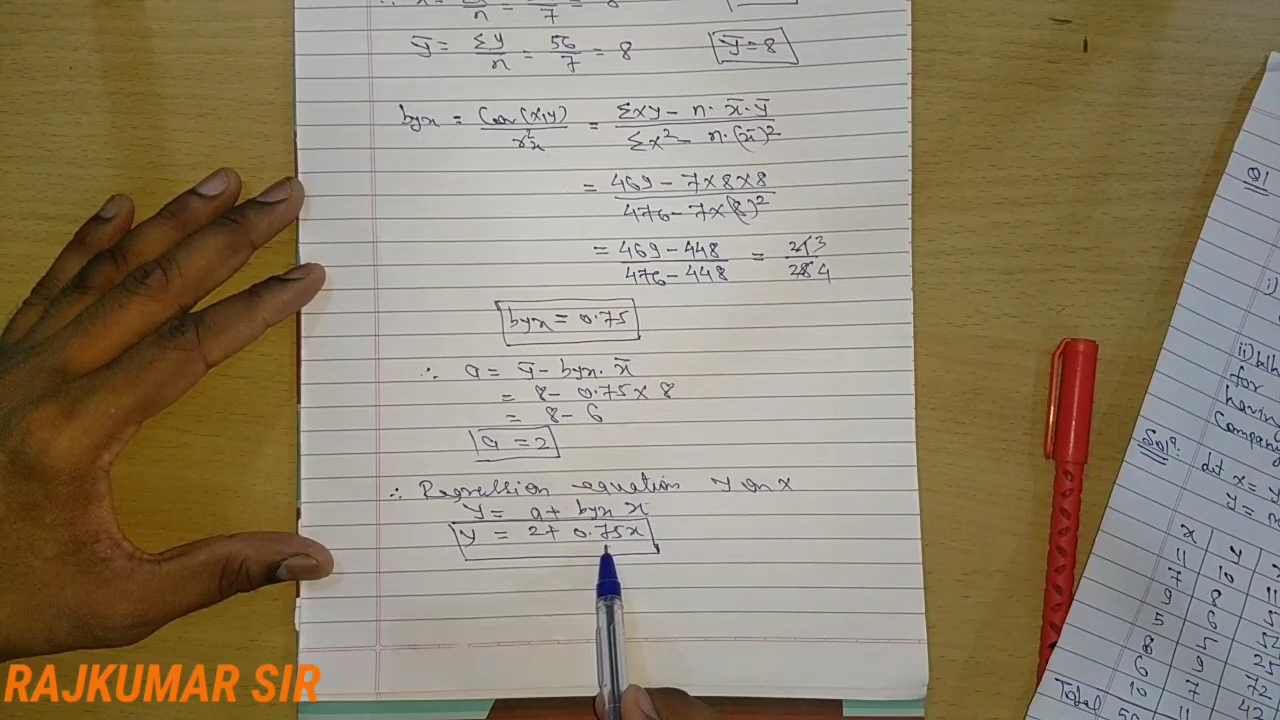 ȳ = Σy/n = 56/7 = 8   ȳ = 8
byx = Cov(x,y)/σ²x = Σxy - n·x̄·ȳ / Σx² - n·(x̄)²
= 469 - 7×8×8 / 476 - 7×(8)²
= 469 - 448 / 476 - 448 = 21 3 / 28 4
byx = 0.75
∴ a = ȳ - byx·x̄
= 8 - 0.75×8
= 8 - 6
a = 2
∴ Regression equation y on x
y = a + byx x
y = 2 + 0.75x
Q1
i)
ii)
for
having
Company
Soln:
Let x =
y =
x y
11 10
7 8
9 6
5 5
8 9
6 7
10 11
Total
RAJKUMAR SIR